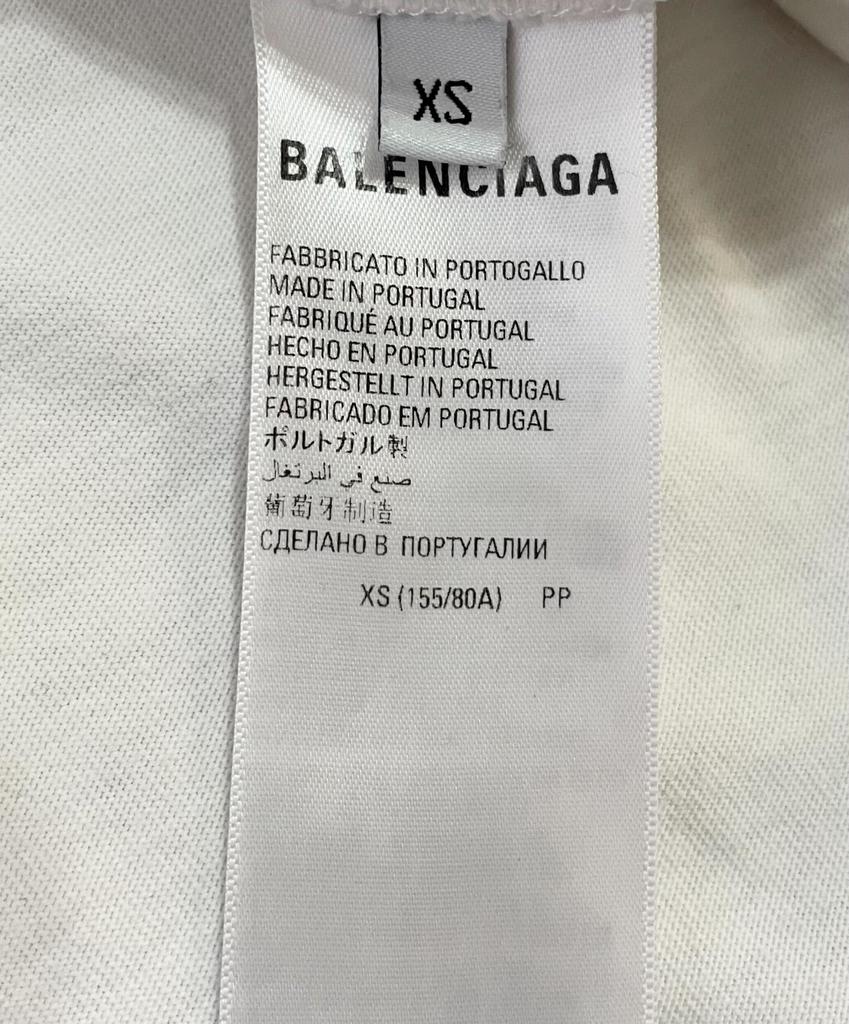 XS
BALENCIAGA
FABBRICATO IN PORTOGALLO
MADE IN PORTUGAL
FABRIQUÉ AU PORTUGAL
HECHO EN PORTUGAL
HERGESTELLT IN PORTUGAL
FABRICADO EM PORTUGAL
ポルトガル製
صنع في البرتغال
葡萄牙制造
СДЕЛАНО В ПОРТУГАЛИИ
XS (155/80A) PP